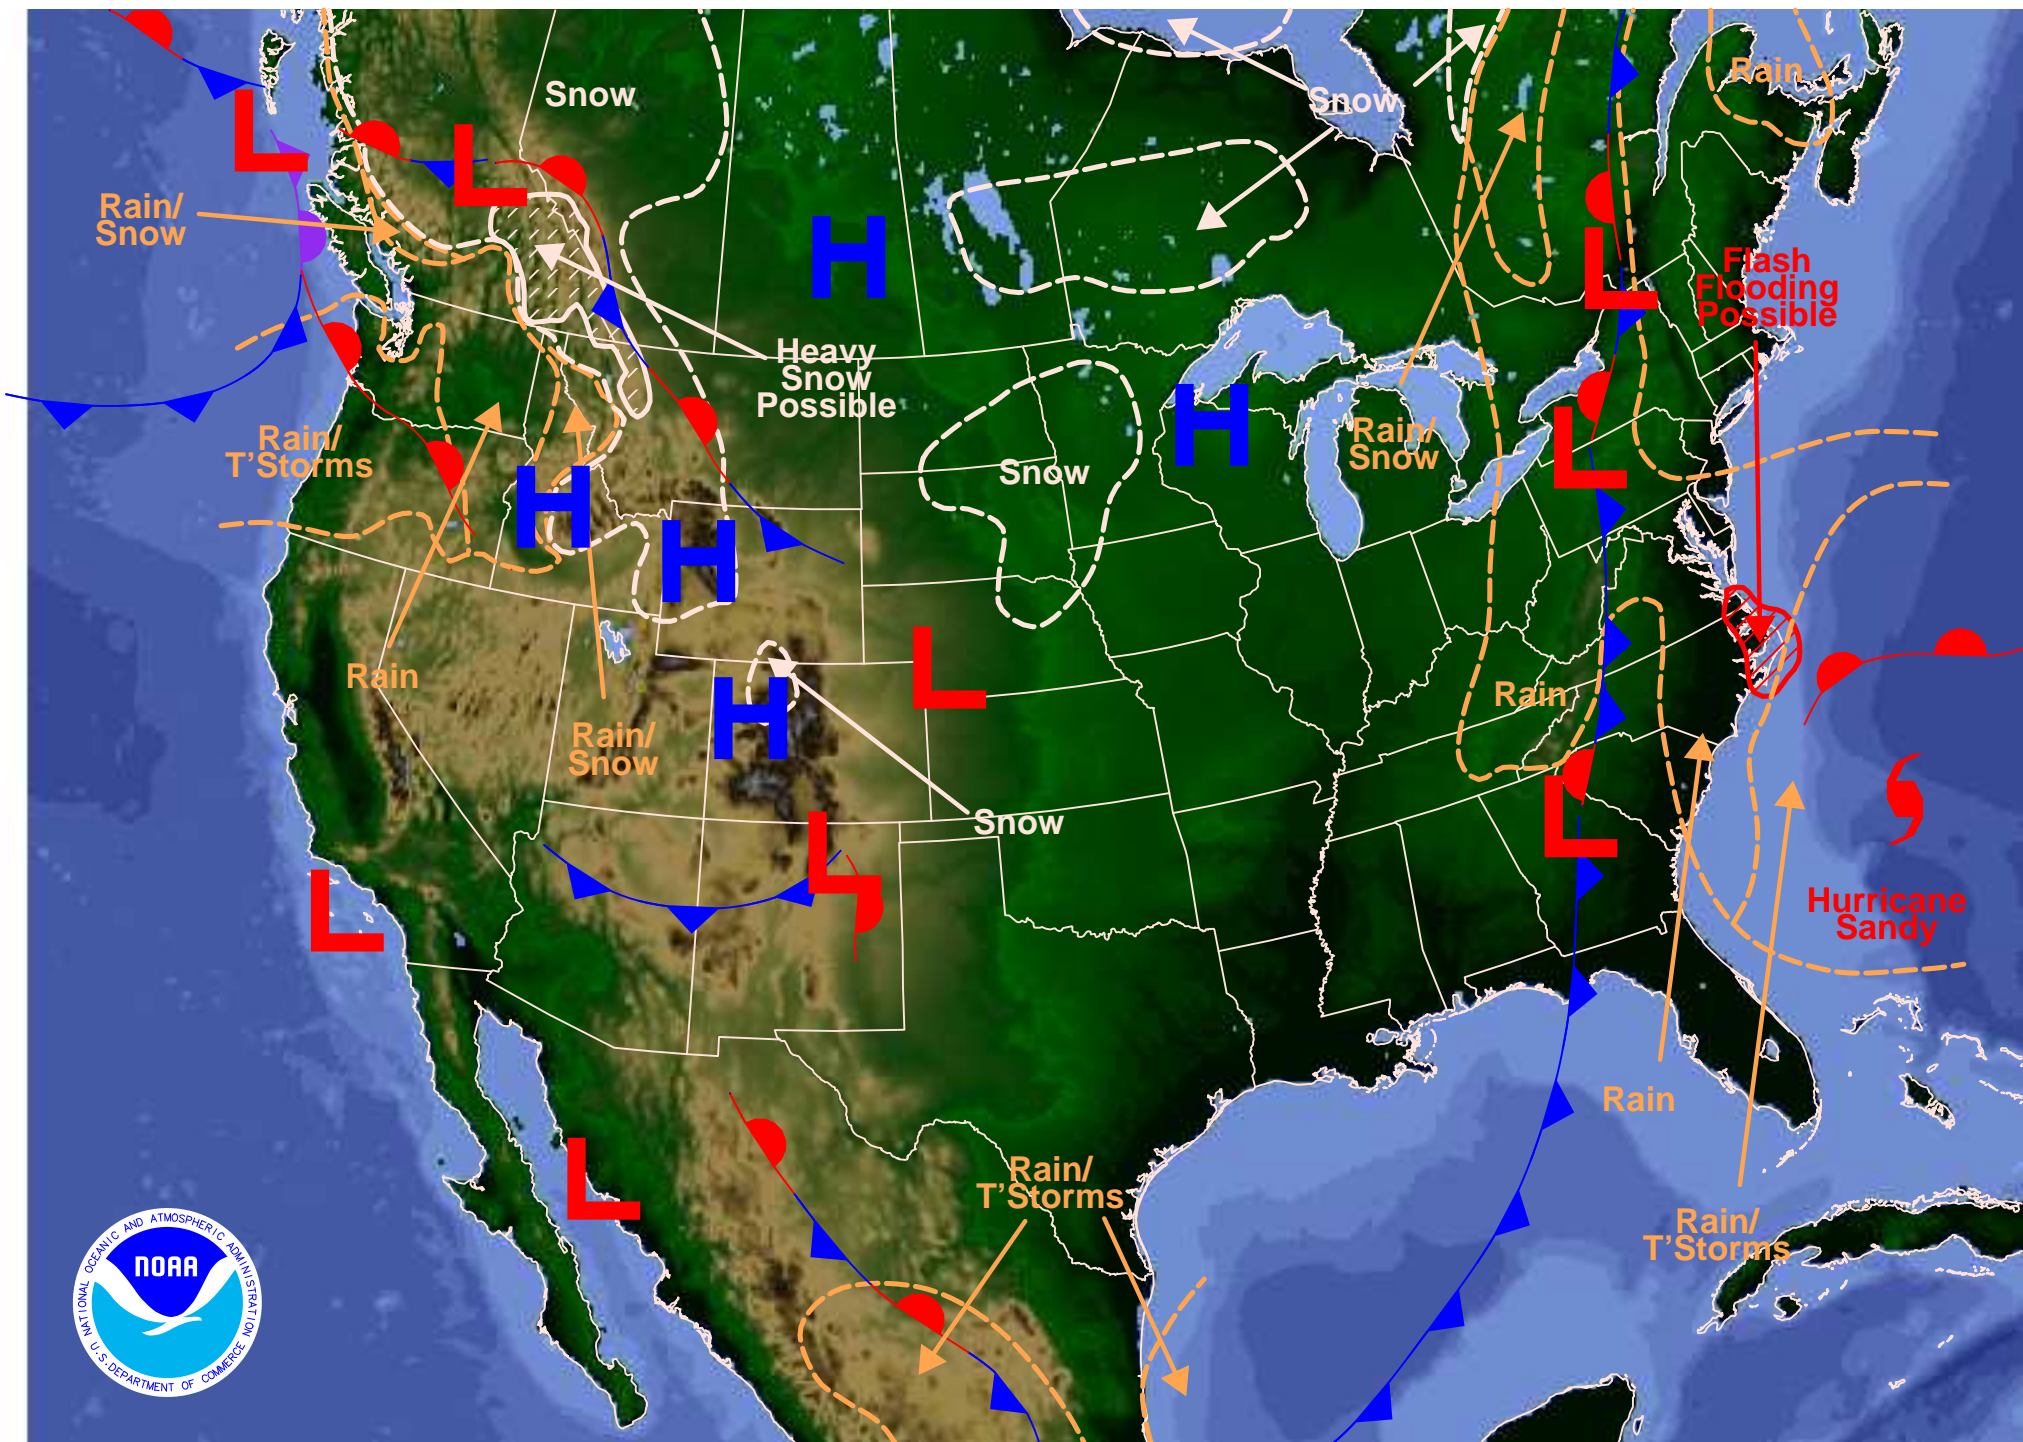 Snow
Rain
Snow
Rain/
Snow
Flash
Flooding
Possible
Heavy
Snow
Possible
Rain/
T'Storms
Rain/
Snow
Snow
Rain
Rain
Rain/
Snow
Snow
Hurricane
Sandy
Rain
Rain/
T'Storms
Rain/
T'Storms
NATIONAL OCEANIC AND ATMOSPHERIC ADMINISTRATION
NOAA
U.S. DEPARTMENT OF COMMERCE
L
L
H
L
H
L
H
H
L
H
L
L
L
L
L